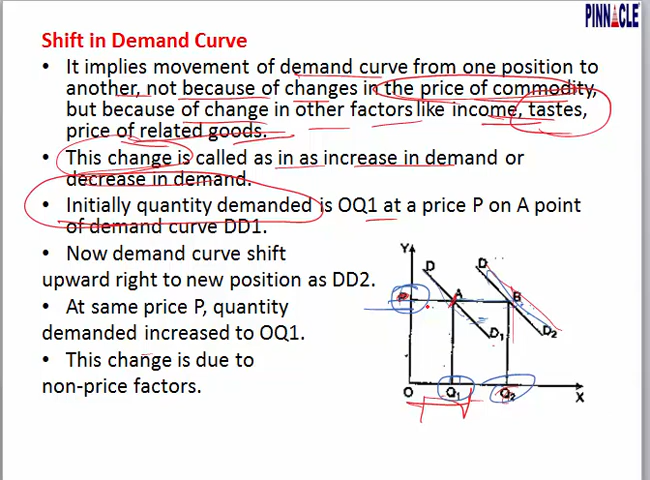 PINNACLE
Shift in Demand Curve
• It implies movement of demand curve from one position to
another, not because of changes in the price of commodity,
but because of change in other factors like income, tastes,
price of related goods.
• This change is called as in as increase in demand or
decrease in demand.
• Initially quantity demanded is OQ1 at a price P on A point
of demand curve DD1.
• Now demand curve shift
upward right to new position as DD2.
• At same price P, quantity
demanded increased to OQ1.
• This change is due to
non-price factors.
Y
D D
P A B
D1 D2
O Q1 Q2 X